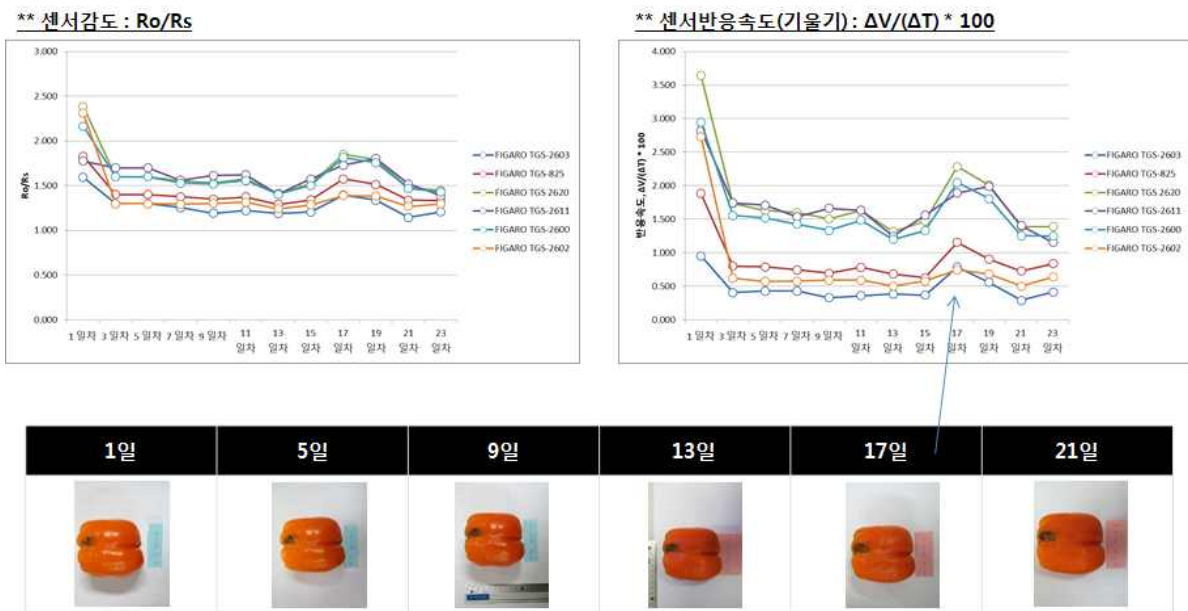 ** 센서감도 : Ro/Rs
3.000
2.500
2.000
1.500
1.000
0.500
0.000
Ro/Rs
1 일차 3 일차 5 일차 7 일차 9 일차 11 일차 13 일차 15 일차 17 일차 19 일차 21 일차 23 일차
FIGARO TGS-2603
FIGARO TGS-825
FIGARO TGS 2620
FIGARO TGS-2611
FIGARO TGS-2600
FIGARO TGS-2602
** 센서반응속도(기울기) : ΔV/(ΔT) * 100
4.000
3.500
3.000
2.500
2.000
1.500
1.000
0.500
0.000
반응속도, ΔV/(ΔT) * 100
1 일차 3 일차 5 일차 7 일차 9 일차 11 일차 13 일차 15 일차 17 일차 19 일차 21 일차 23 일차
FIGARO TGS-2603
FIGARO TGS-825
FIGARO TGS 2620
FIGARO TGS-2611
FIGARO TGS-2600
FIGARO TGS-2602
1일 5일 9일 13일 17일 21일